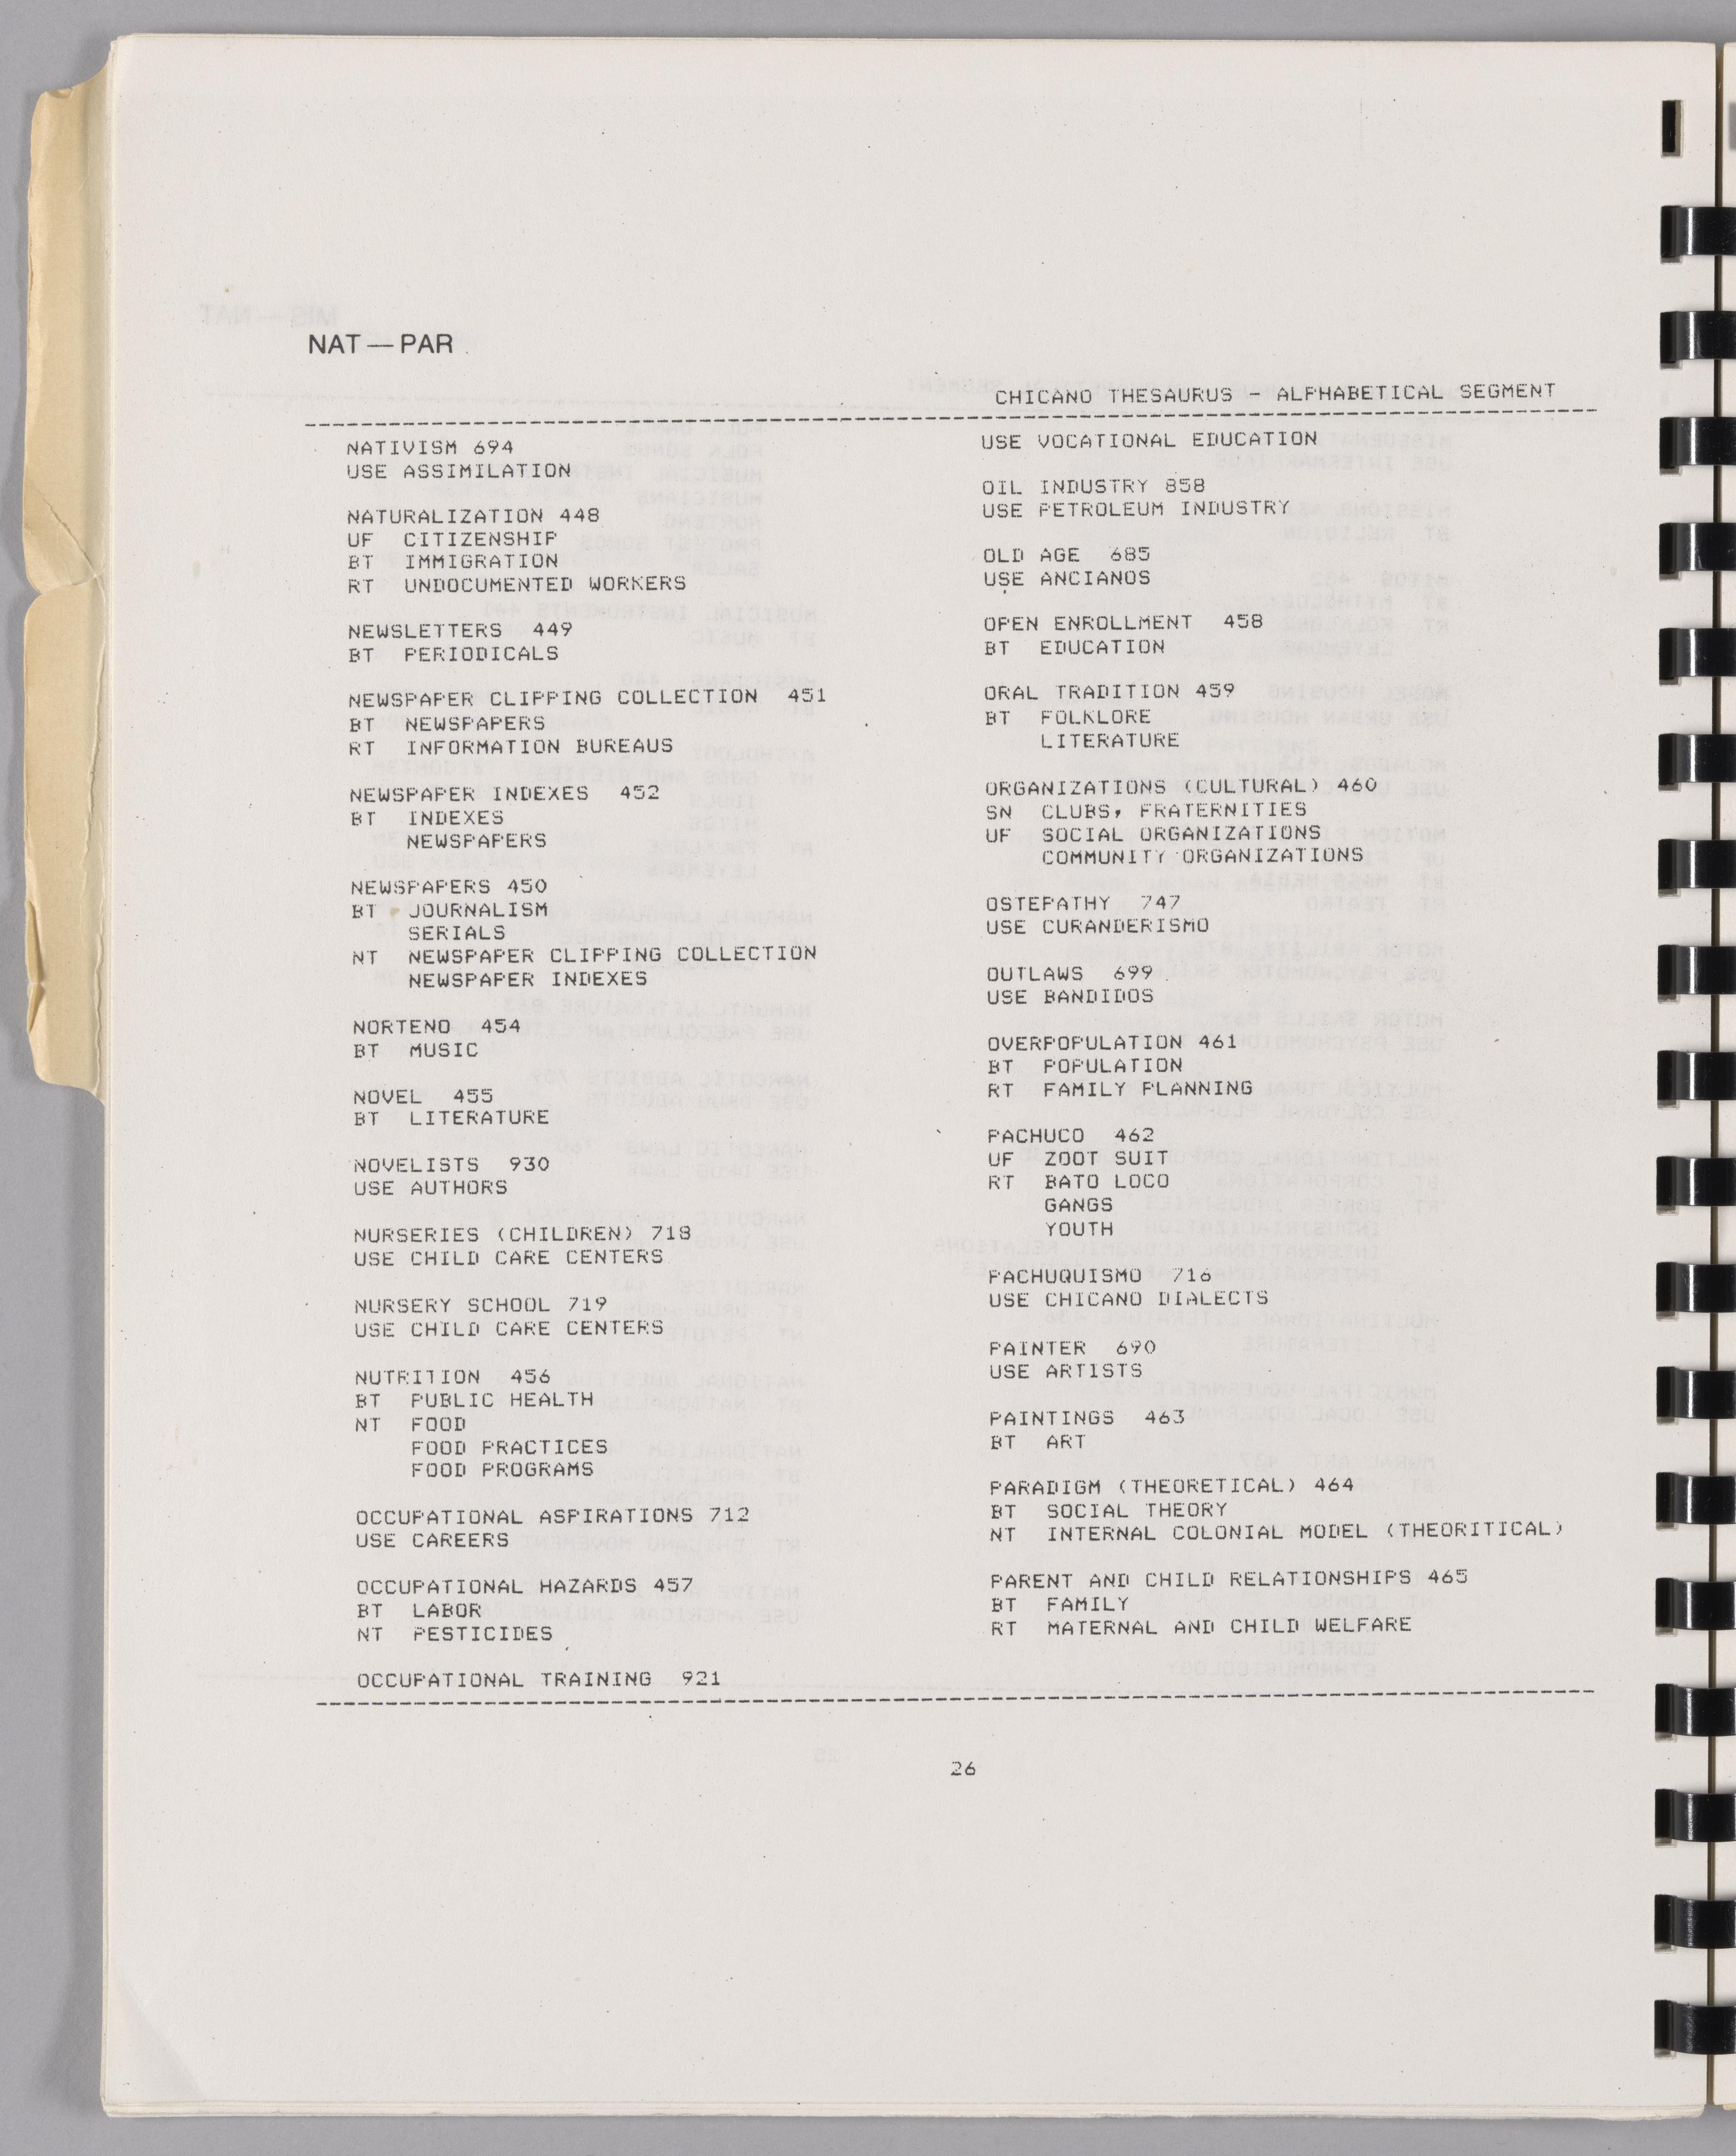 NAT — PAR
CHICANO THESAURUS - ALPHABETICAL SEGMENT
NATIVISM 694
USE ASSIMILATION
NATURALIZATION 448
UF CITIZENSHIP
BT IMMIGRATION
RT UNDOCUMENTED WORKERS
NEWSLETTERS 449
BT PERIODICALS
NEWSPAPER CLIPPING COLLECTION 451
BT NEWSPAPERS
RT INFORMATION BUREAUS
NEWSPAPER INDEXES 452
BT INDEXES
NEWSPAPERS
NEWSPAPERS 450
BT JOURNALISM
SERIALS
NT NEWSPAPER CLIPPING COLLECTION
NEWSPAPER INDEXES
NORTENO 454
BT MUSIC
NOVEL 455
BT LITERATURE
NOVELISTS 930
USE AUTHORS
NURSERIES (CHILDREN) 718
USE CHILD CARE CENTERS
NURSERY SCHOOL 719
USE CHILD CARE CENTERS
NUTRITION 456
BT PUBLIC HEALTH
NT FOOD
FOOD PRACTICES
FOOD PROGRAMS
OCCUPATIONAL ASPIRATIONS 712
USE CAREERS
OCCUPATIONAL HAZARDS 457
BT LABOR
NT PESTICIDES
OCCUPATIONAL TRAINING 921
USE VOCATIONAL EDUCATION
OIL INDUSTRY 858
USE PETROLEUM INDUSTRY
OLD AGE 685
USE ANCIANOS
OPEN ENROLLMENT 458
BT EDUCATION
ORAL TRADITION 459
BT FOLKLORE
LITERATURE
ORGANIZATIONS (CULTURAL) 460
SN CLUBS, FRATERNITIES
UF SOCIAL ORGANIZATIONS
COMMUNITY ORGANIZATIONS
OSTEPATHY 747
USE CURANDERISMO
OUTLAWS 699
USE BANDIDOS
OVERPOPULATION 461
BT POPULATION
RT FAMILY PLANNING
PACHUCO 462
UF ZOOT SUIT
RT BATO LOCO
GANGS
YOUTH
PACHUQUISMO 716
USE CHICANO DIALECTS
PAINTER 690
USE ARTISTS
PAINTINGS 463
BT ART
PARADIGM (THEORETICAL) 464
BT SOCIAL THEORY
NT INTERNAL COLONIAL MODEL (THEORITICAL)
PARENT AND CHILD RELATIONSHIPS 465
BT FAMILY
RT MATERNAL AND CHILD WELFARE
26